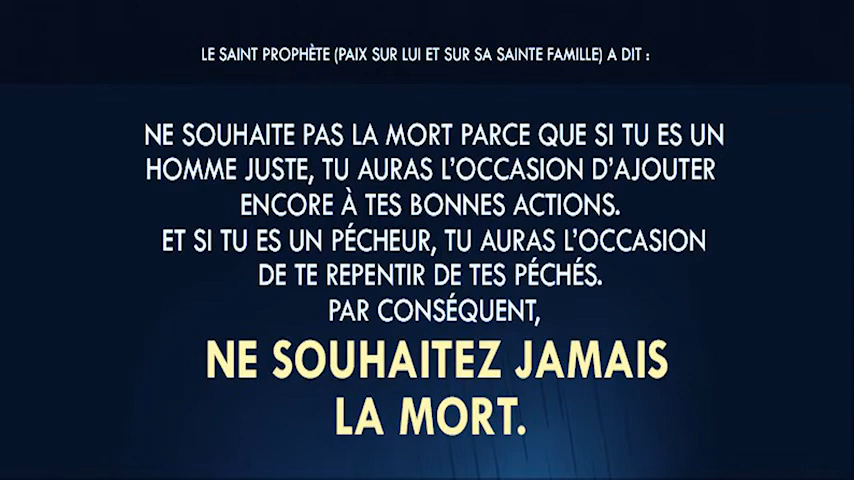 LE SAINT PROPHÈTE (PAIX SUR LUI ET SUR SA SAINTE FAMILLE) A DIT :
NE SOUHAITE PAS LA MORT PARCE QUE SI TU ES UN
HOMME JUSTE, TU AURAS L'OCCASION D'AJOUTER
ENCORE À TES BONNES ACTIONS.
ET SI TU ES UN PÉCHEUR, TU AURAS L'OCCASION
DE TE REPENTIR DE TES PÉCHÉS.
PAR CONSÉQUENT,
NE SOUHAITEZ JAMAIS
LA MORT.